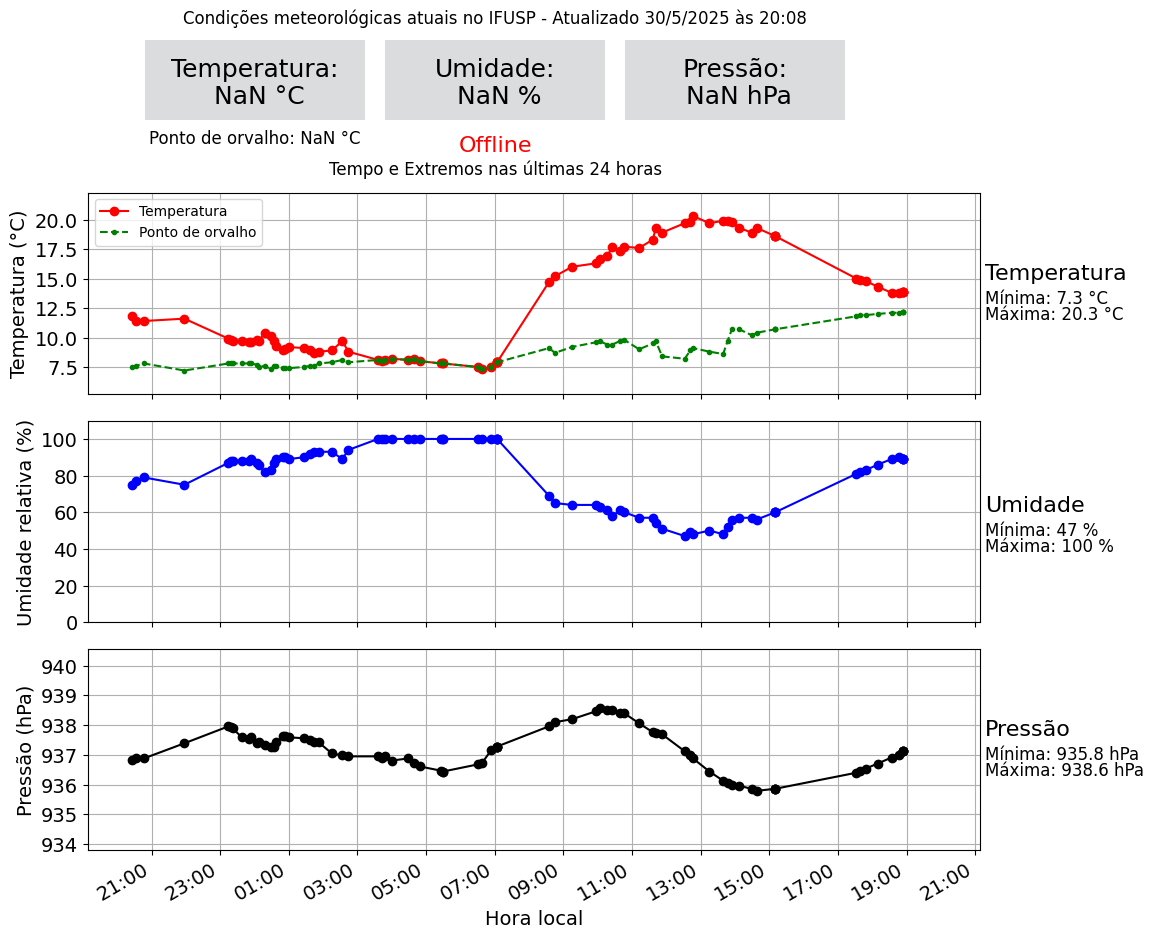 Condições meteorológicas atuais no IFUSP - Atualizado 30/5/2025 às 20:08
Temperatura:
NaN °C
Umidade:
NaN %
Pressão:
NaN hPa
Ponto de orvalho: NaN °C
Offline
Tempo e Extremos nas últimas 24 horas
Temperatura (°C)
20.0
17.5
15.0
12.5
10.0
7.5
Temperatura
Ponto de orvalho
Temperatura
Mínima: 7.3 °C
Máxima: 20.3 °C
Umidade relativa (%)
100
80
60
40
20
0
Umidade
Mínima: 47 %
Máxima: 100 %
Pressão (hPa)
940
939
938
937
936
935
934
Pressão
Mínima: 935.8 hPa
Máxima: 938.6 hPa
21:00 23:00 01:00 03:00 05:00 07:00 09:00 11:00 13:00 15:00 17:00 19:00 21:00
Hora local